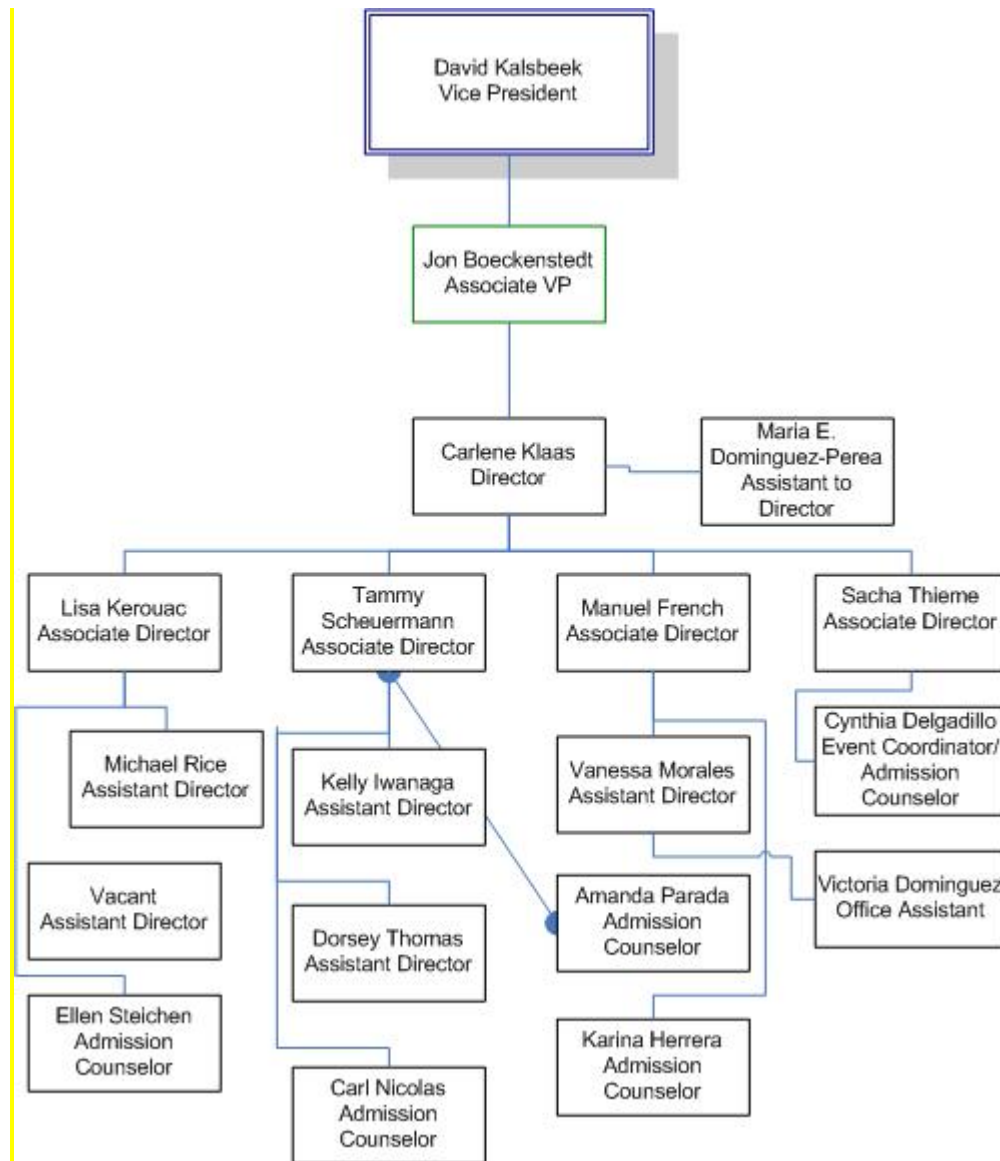 David Kalsbeek
Vice President
Jon Boeckenstedt
Associate VP
Carlene Klaas
Director
Maria E.
Dominguez-Perea
Assistant to
Director
Lisa Kerouac
Associate Director
Tammy
Scheuermann
Associate Director
Manuel French
Associate Director
Sacha Thieme
Associate Director
Michael Rice
Assistant Director
Kelly Iwanaga
Assistant Director
Vanessa Morales
Assistant Director
Cynthia Delgadillo
Event Coordinator/
Admission
Counselor
Vacant
Assistant Director
Dorsey Thomas
Assistant Director
Amanda Parada
Admission
Counselor
Victoria Dominguez
Office Assistant
Ellen Steichen
Admission
Counselor
Carl Nicolas
Admission
Counselor
Karina Herrera
Admission
Counselor